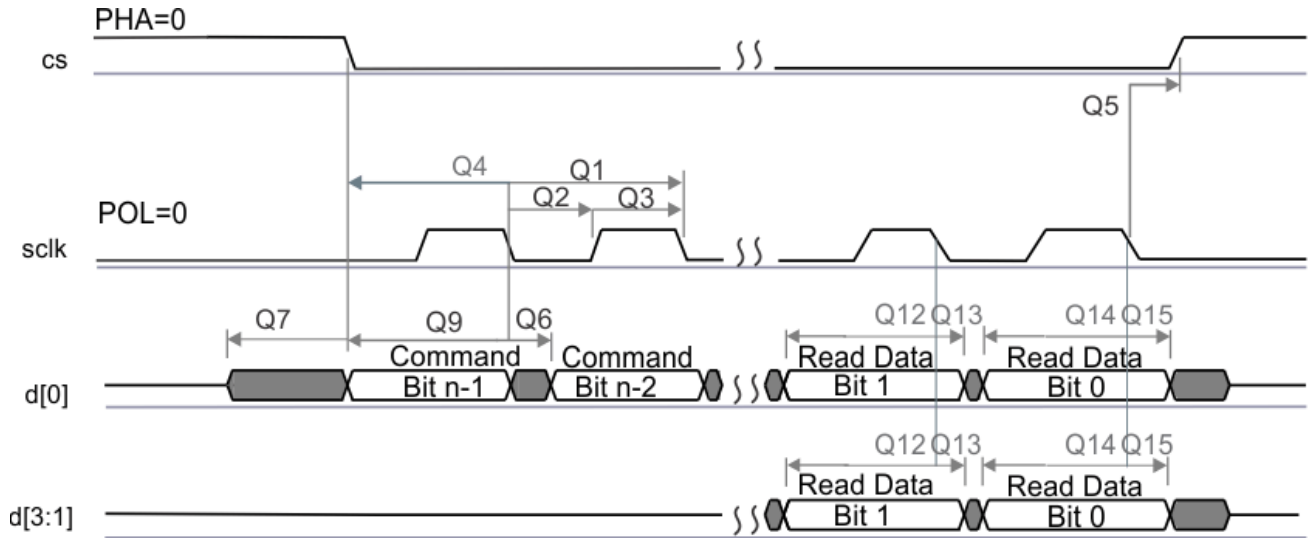 PHA=0
cs
Q5
Q4 Q1
Q2 Q3
POL=0
sclk
Q7 Q9 Q6 Q12 Q13 Q14 Q15
Command Command Read Data Read Data
d[0] Bit n-1 Bit n-2 Bit 1 Bit 0
Q12 Q13 Q14 Q15
Read Data Read Data
d[3:1] Bit 1 Bit 0